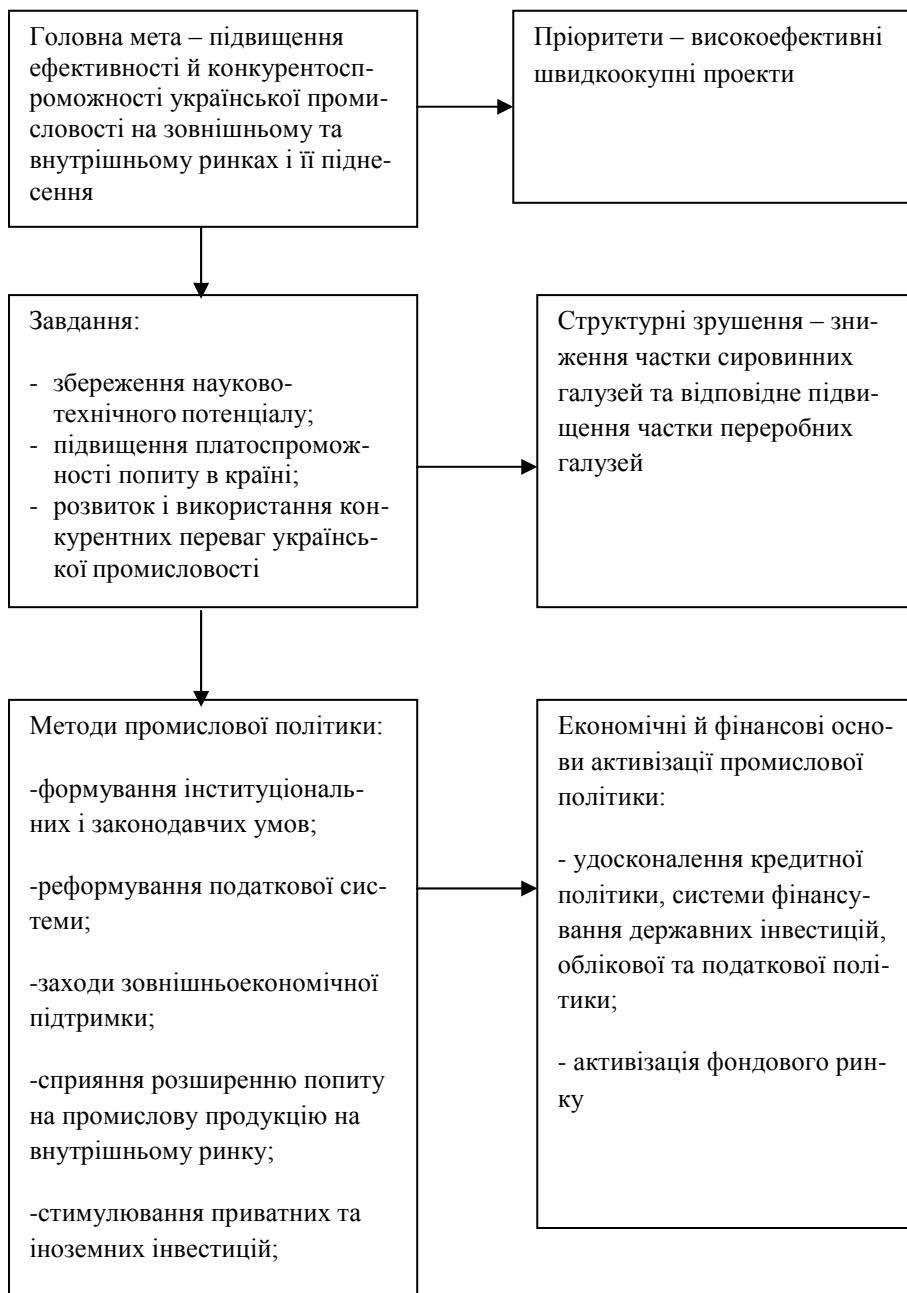 Головна мета – підвищення
ефективності й конкурентосп-
роможності української проми-
словості на зовнішньому та
внутрішньому ринках і її підне-
сення
Пріоритети – високоефективні
швидкоокупні проекти
Завдання:
- збереження науково-
технічного потенціалу;
- підвищення платоспромож-
ності попиту в країні;
- розвиток і використання кон-
курентних переваг українсь-
кої промисловості
Структурні зрушення – зни-
ження частки сировинних
галузей та відповідне підви-
щення частки переробних
галузей
Методи промислової політики:
-формування інституціональ-
них і законодавчих умов;
-реформування податкової сис-
теми;
-заходи зовнішньоекономічної
підтримки;
-сприяння розширенню попиту
на промислову продукцію на
внутрішньому ринку;
-стимулювання приватних та
іноземних інвестицій;
Економічні й фінансові осно-
ви активізації промислової
політики:
- удосконалення кредитної
політики, системи фінансу-
вання державних інвестицій,
облікової та податкової полі-
тики;
- активізація фондового рин-
ку